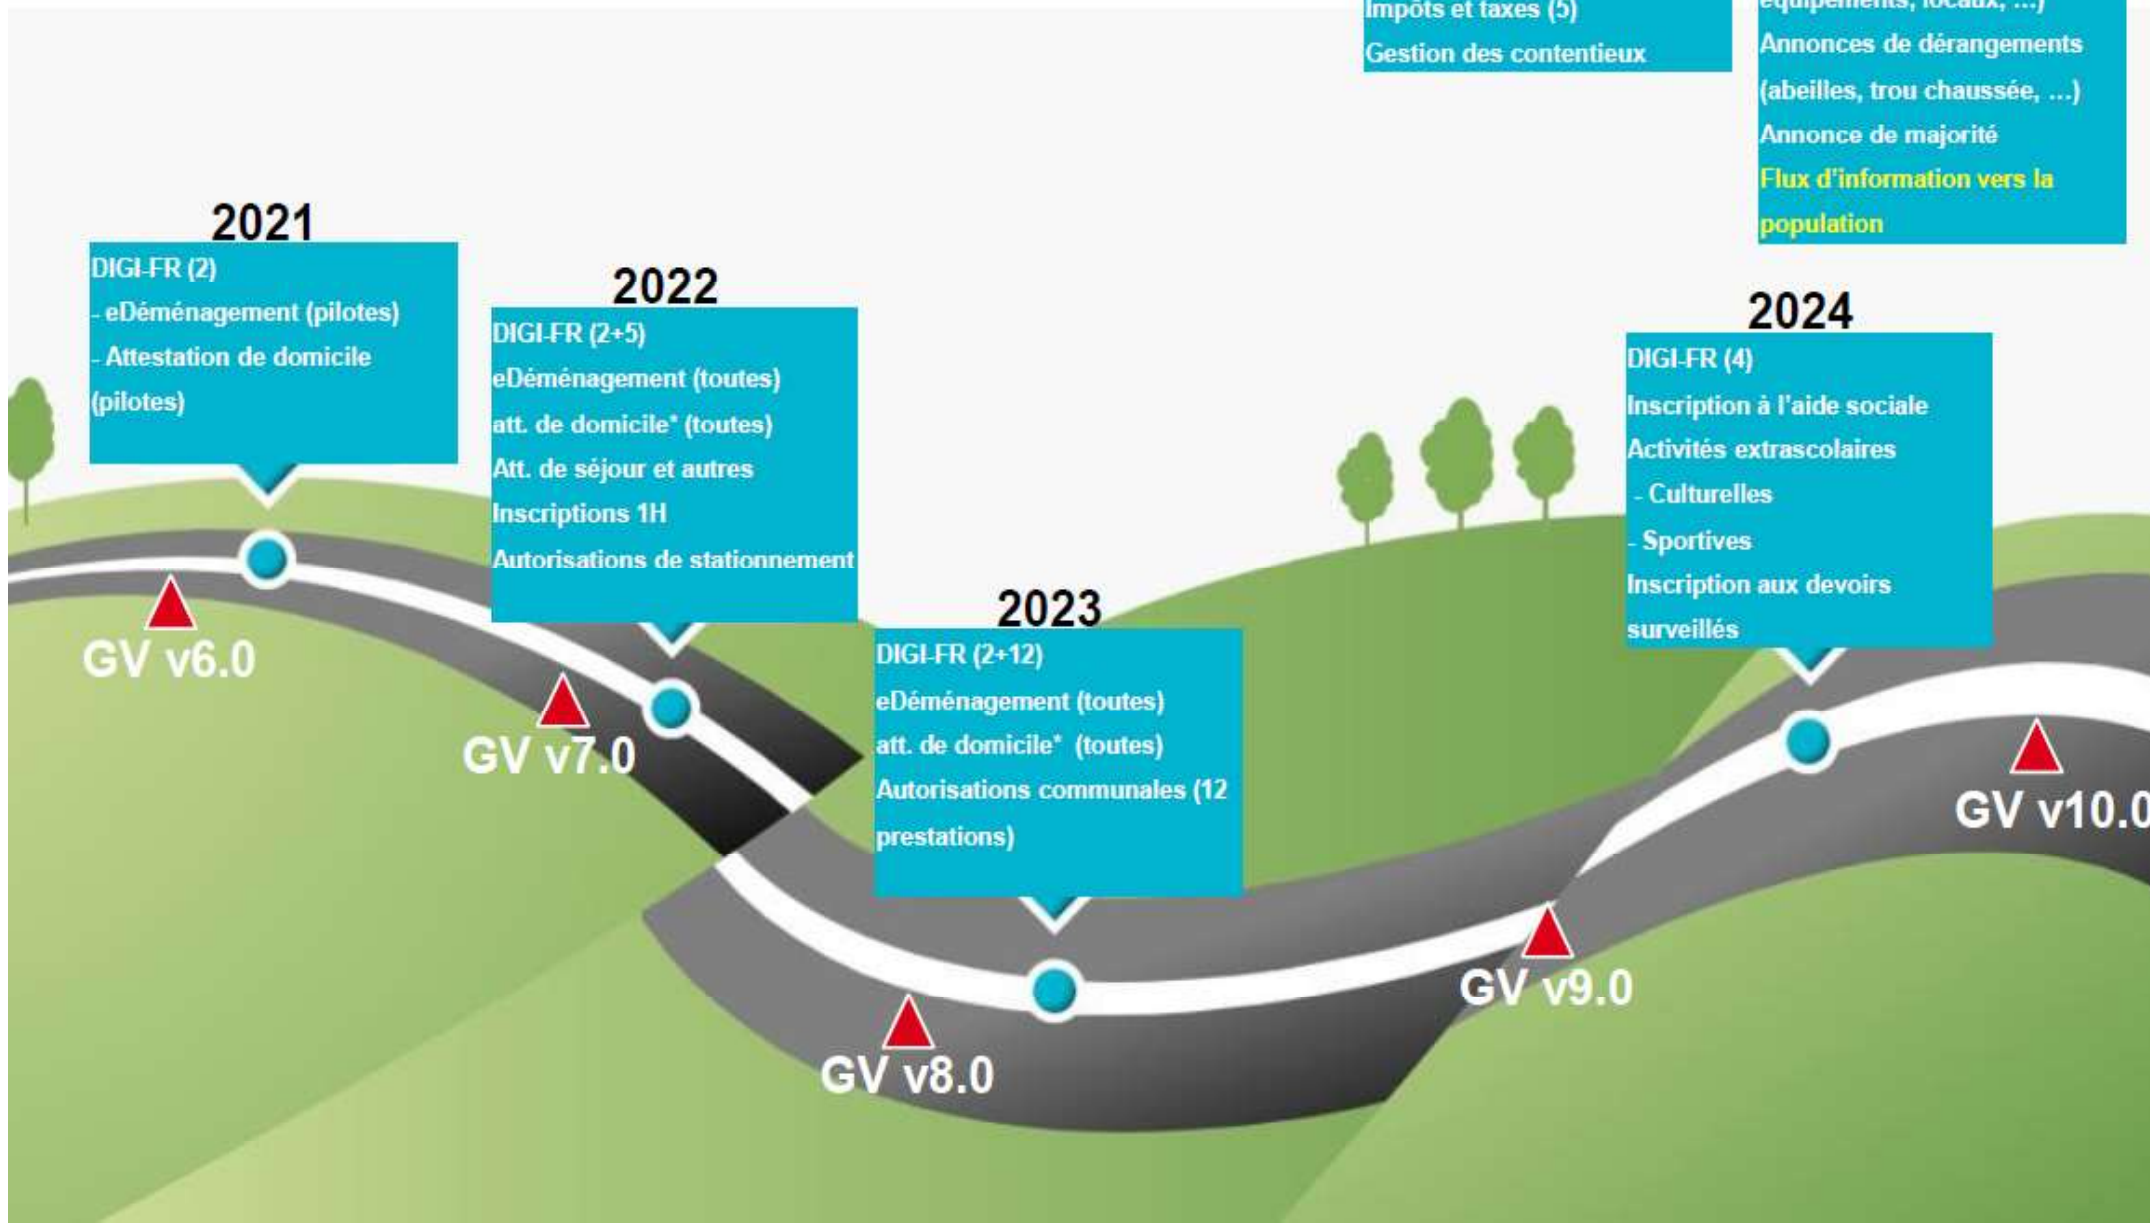 Impôts et taxes (5)
Gestion des contentieux
équipements, locaux, ...)
Annonces de dérangements
(abeilles, trou chaussée, ...)
Annonce de majorité
Flux d'information vers la
population
2021
DIGI-FR (2)
- eDéménagement (pilotes)
- Attestation de domicile
(pilotes)
2022
DIGI-FR (2+5)
eDéménagement (toutes)
att. de domicile* (toutes)
Att. de séjour et autres
Inscriptions 1H
Autorisations de stationnement
2023
DIGI-FR (2+12)
eDéménagement (toutes)
att. de domicile* (toutes)
Autorisations communales (12
prestations)
2024
DIGI-FR (4)
Inscription à l'aide sociale
Activités extrascolaires
- Culturelles
- Sportives
Inscription aux devoirs
surveillés
GV v6.0
GV v7.0
GV v8.0
GV v9.0
GV v10.0